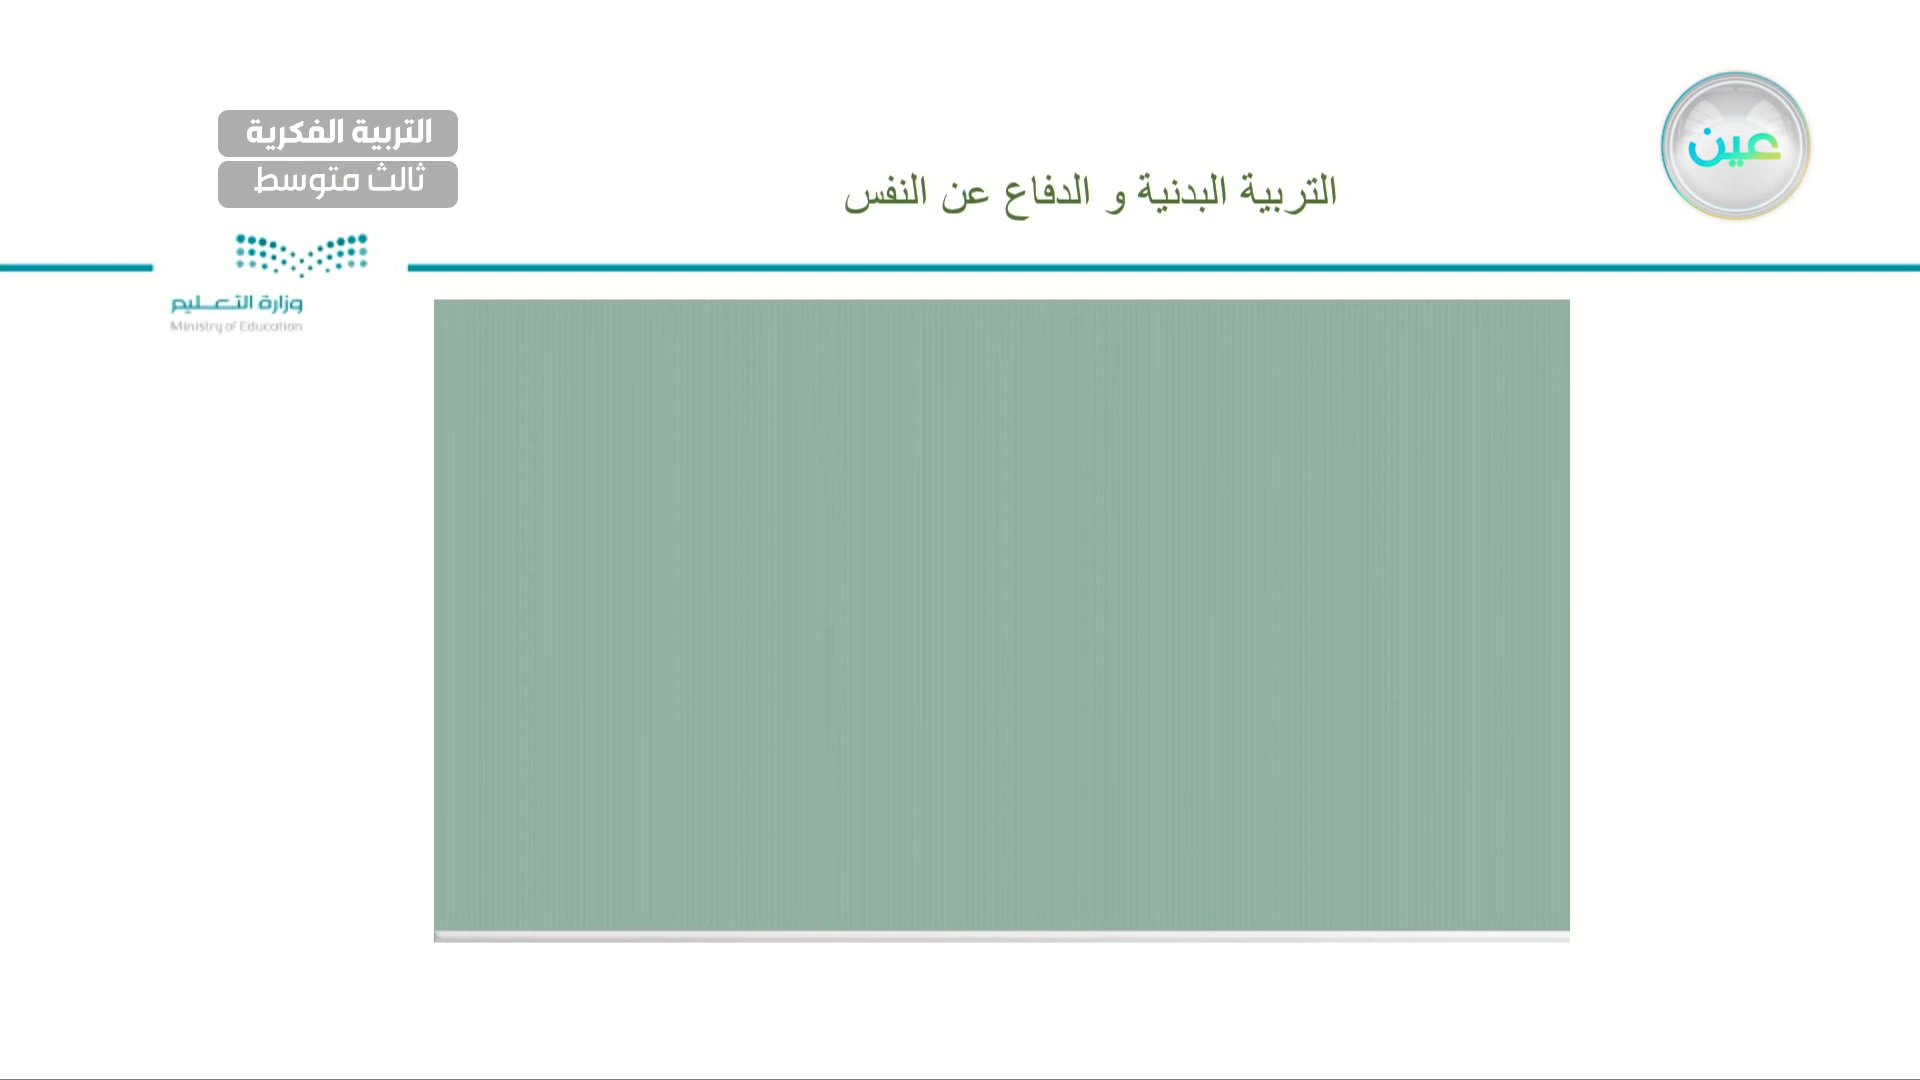 التربية الفكرية
ثالث متوسط
عين
التربية البدنية و الدفاع عن النفس
وزارة التعليم
Ministry of Education